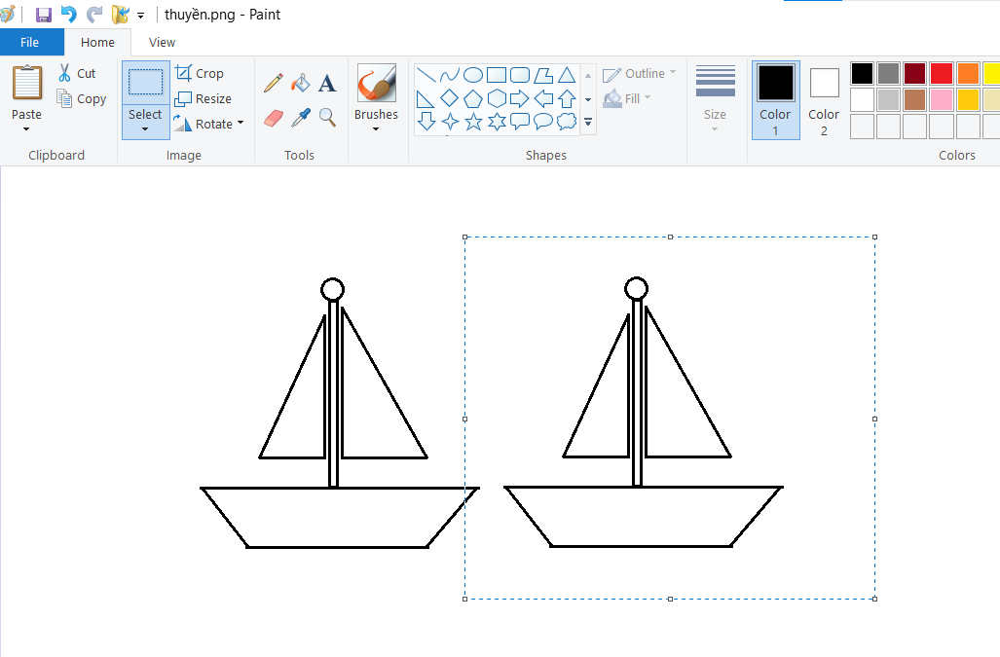 thuyền.png - Paint
File Home View
Paste
Cut
Copy
Clipboard
Select
Crop
Resize
Rotate
Image
A
Tools
Brushes
Outline
Fill
Shapes
Size
Color
1
Color
2
Colors